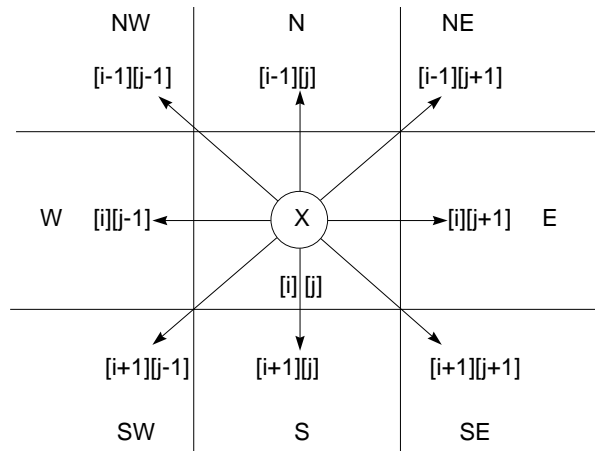 NW N NE
[i-1][j-1] [i-1][j] [i-1][j+1]
W [i][j-1] X [i][j+1] E
[i] [j]
[i+1][j-1] [i+1][j] [i+1][j+1]
SW S SE